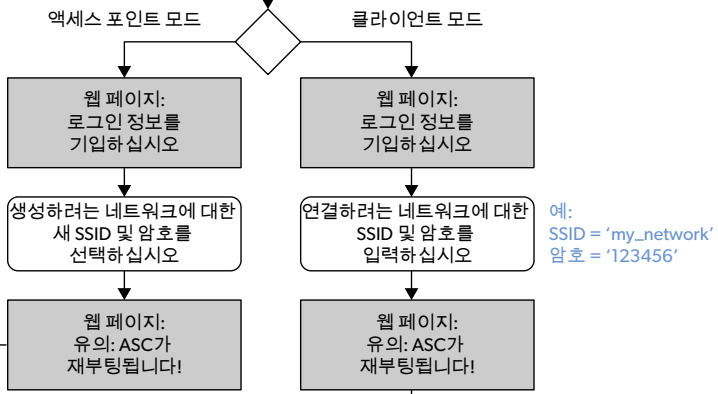 액세스 포인트 모드
클라이언트 모드
웹 페이지:
로그인 정보를
기입하십시오
웹 페이지:
로그인 정보를
기입하십시오
생성하려는 네트워크에 대한
새 SSID 및 암호를
선택하십시오
연결하려는 네트워크에 대한
SSID 및 암호를
입력하십시오
예:
SSID = ‘my_network’
암호 = ‘123456‘
웹 페이지:
유의: ASC가
재부팅됩니다!
웹 페이지:
유의: ASC가
재부팅됩니다!